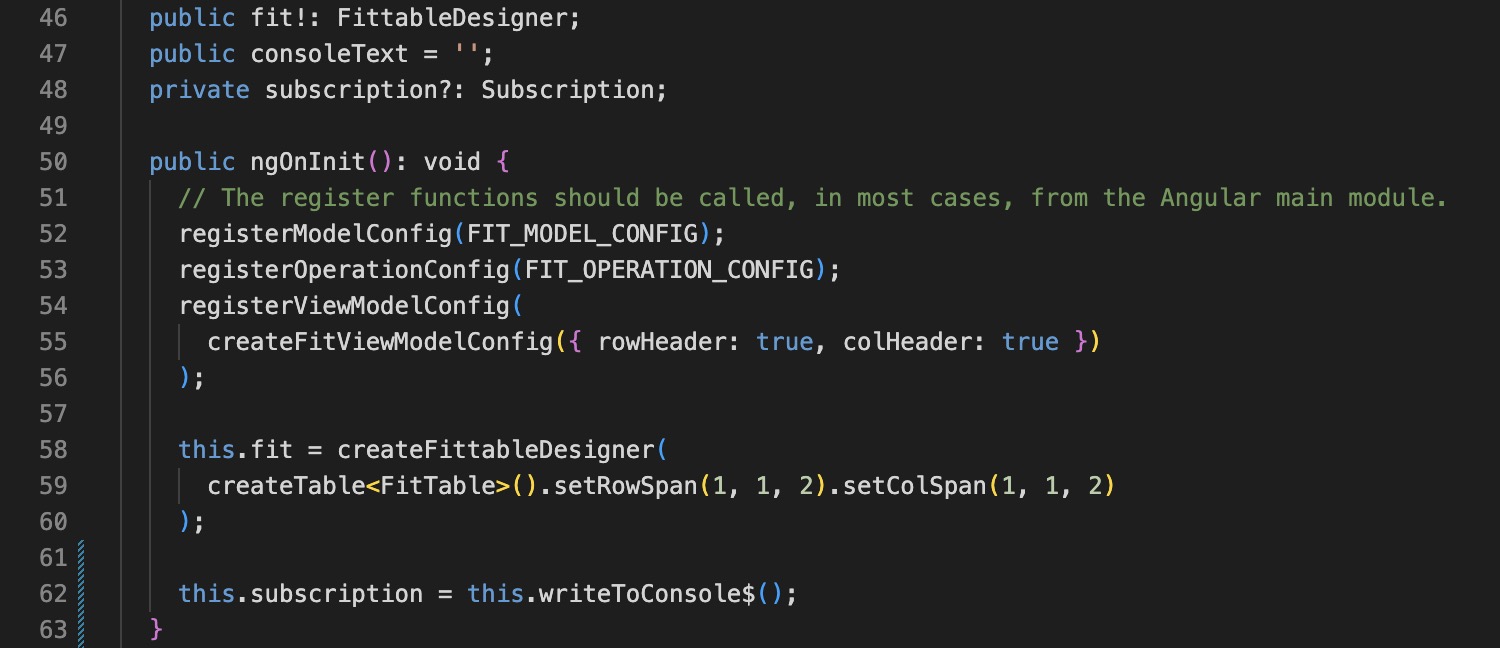 46 public fit!: FittableDesigner;
47 public consoleText = '';
48 private subscription?: Subscription;
49
50 public ngOnInit(): void {
51 // The register functions should be called, in most cases, from the Angular main module.
52 registerModelConfig(FIT_MODEL_CONFIG);
53 registerOperationConfig(FIT_OPERATION_CONFIG);
54 registerViewModelConfig(
55 createFitViewModelConfig({ rowHeader: true, colHeader: true })
56 );
57
58 this.fit = createFittableDesigner(
59 createTable<FitTable>().setRowSpan(1, 1, 2).setColSpan(1, 1, 2)
60 );
61
62 this.subscription = this.writeToConsole$();
63 }